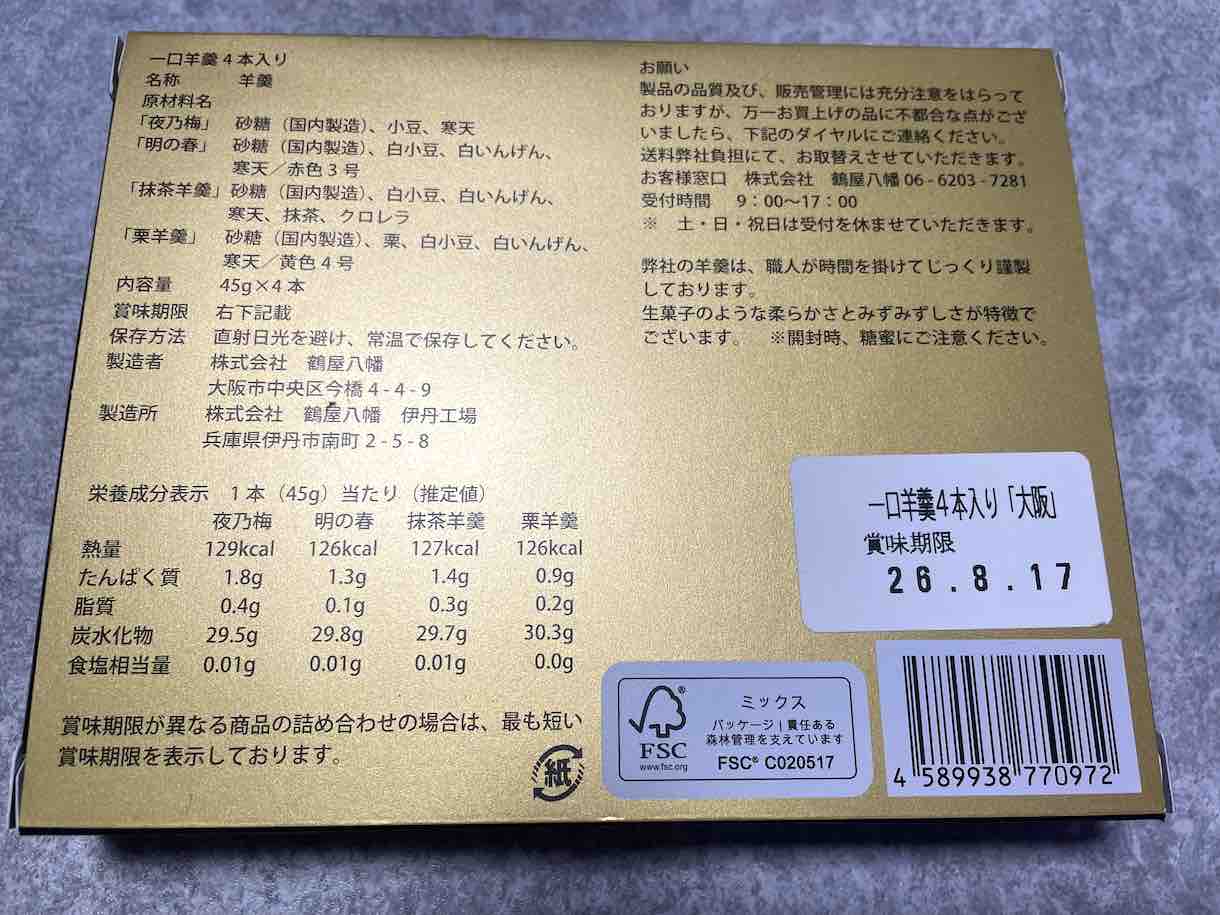 一口羊羹4本入り
名称 羊羹
原材料名
「夜乃梅」 砂糖(国内製造)、小豆、寒天
「明の春」 砂糖(国内製造)、白小豆、白いんげん、
寒天/赤色3号
「抹茶羊羹」砂糖(国内製造)、白小豆、白いんげん、
寒天、抹茶、クロレラ
「栗羊羹」 砂糖(国内製造)、栗、白小豆、白いんげん、
寒天/黄色4号
内容量 45g×4本
賞味期限 右下記載
保存方法 直射日光を避け、常温で保存してください。
製造者 株式会社 鶴屋八幡
大阪市中央区今橋4-4-9
製造所 株式会社 鶴屋八幡 伊丹工場
兵庫県伊丹市南町2-5-8
栄養成分表示 1本(45g)当たり(推定値)
夜乃梅 明の春 抹茶羊羹 栗羊羹
熱量 129kcal 126kcal 127kcal 126kcal
たんぱく質 1.8g 1.3g 1.4g 0.9g
脂質 0.4g 0.1g 0.3g 0.2g
炭水化物 29.5g 29.8g 29.7g 30.3g
食塩相当量 0.01g 0.01g 0.01g 0.0g
賞味期限が異なる商品の詰め合わせの場合は、最も短い
賞味期限を表示しております。
紙
お願い
製品の品質及び、販売管理には充分注意をはらって
おりますが、万一お買上げの品に不都合な点がござ
いましたら、下記のダイヤルにご連絡ください。
送料弊社負担にて、お取替えさせていただきます。
お客様窓口 株式会社 鶴屋八幡 06-6203-7281
受付時間 9:00〜17:00
※ 土・日・祝日は受付を休ませていただきます。
弊社の羊羹は、職人が時間を掛けてじっくり謹製
しております。
生菓子のような柔らかさとみずみずしさが特徴で
ございます。 ※開封時、糖蜜にご注意ください。
一口羊羹4本入り「大阪」
賞味期限
26.8.17
FSC®
www.fsc.org
ミックス
パッケージ|責任ある
森林管理を支えています
FSC® C020517
4 589938 770972